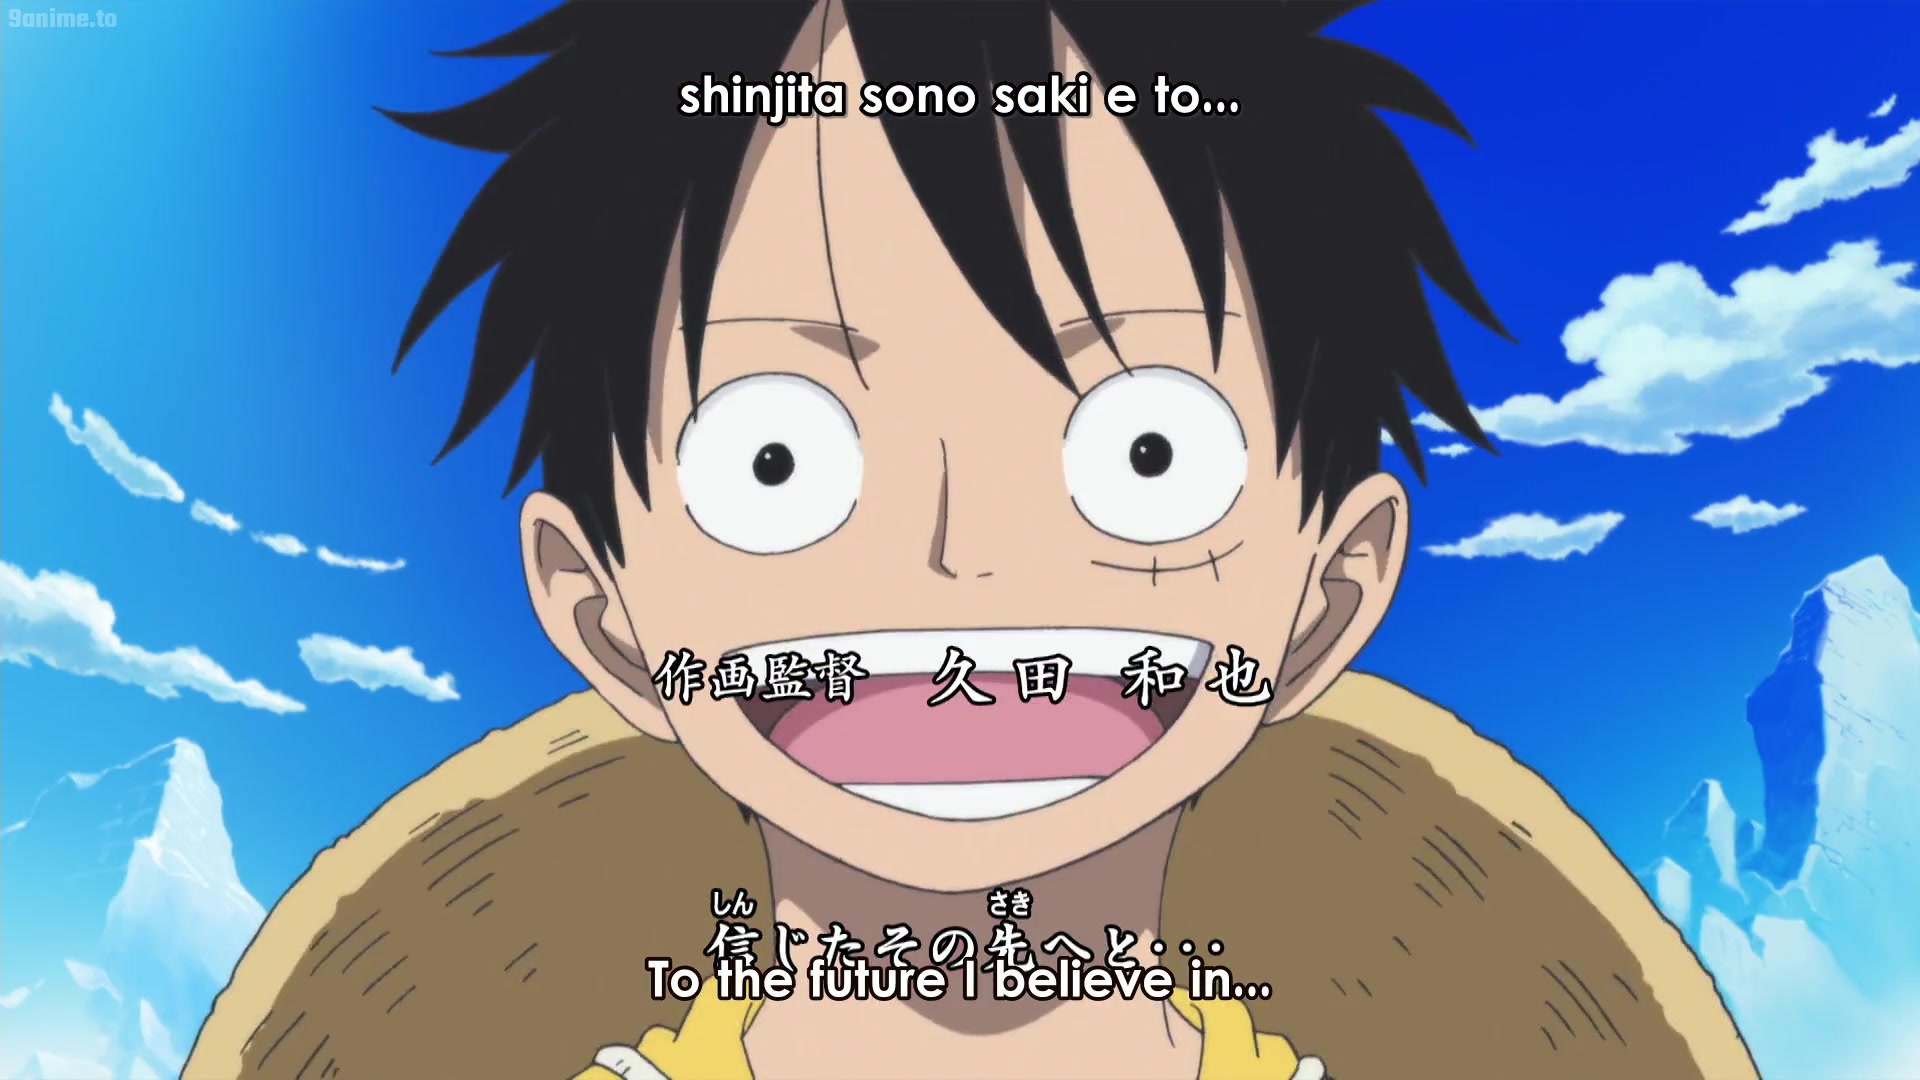 9anime.to
shinjita sono saki e to...
作画監督　久田 和也
しん さき
信じたその先へと・・・
To the future I believe in...